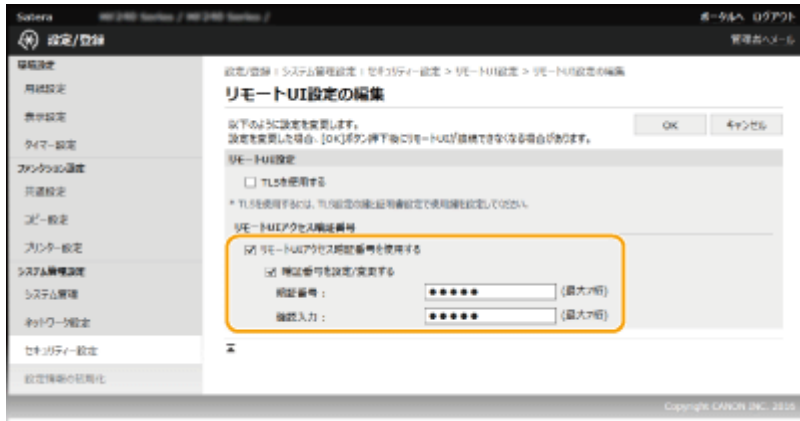 Satera MF240 Series / MF240 Series / ポータルへ ログアウト
設定/登録 管理者へメール
環境設定
用紙設定
表示設定
タイマー設定
ファンクション設定
共通設定
コピー設定
プリンター設定
システム管理設定
システム管理
ネットワーク設定
セキュリティー設定
設定情報の初期化
設定/登録 : システム管理設定 : セキュリティー設定 > リモートUI設定 > リモートUI設定の編集
リモートUI設定の編集
以下のように設定を変更します。
設定を変更した場合、[OK]ボタン押下後にリモートUIが接続できなくなる場合があります。
OK キャンセル
リモートUI設定
TLSを使用する
* TLSを使用するには、TLS設定の鍵と証明書設定で使用鍵を設定してください。
リモートUIアクセス暗証番号
リモートUIアクセス暗証番号を使用する
暗証番号を設定/変更する
暗証番号 : ●●●●● (最大7桁)
確認入力 : ●●●●● (最大7桁)
Copyright CANON INC. 2016